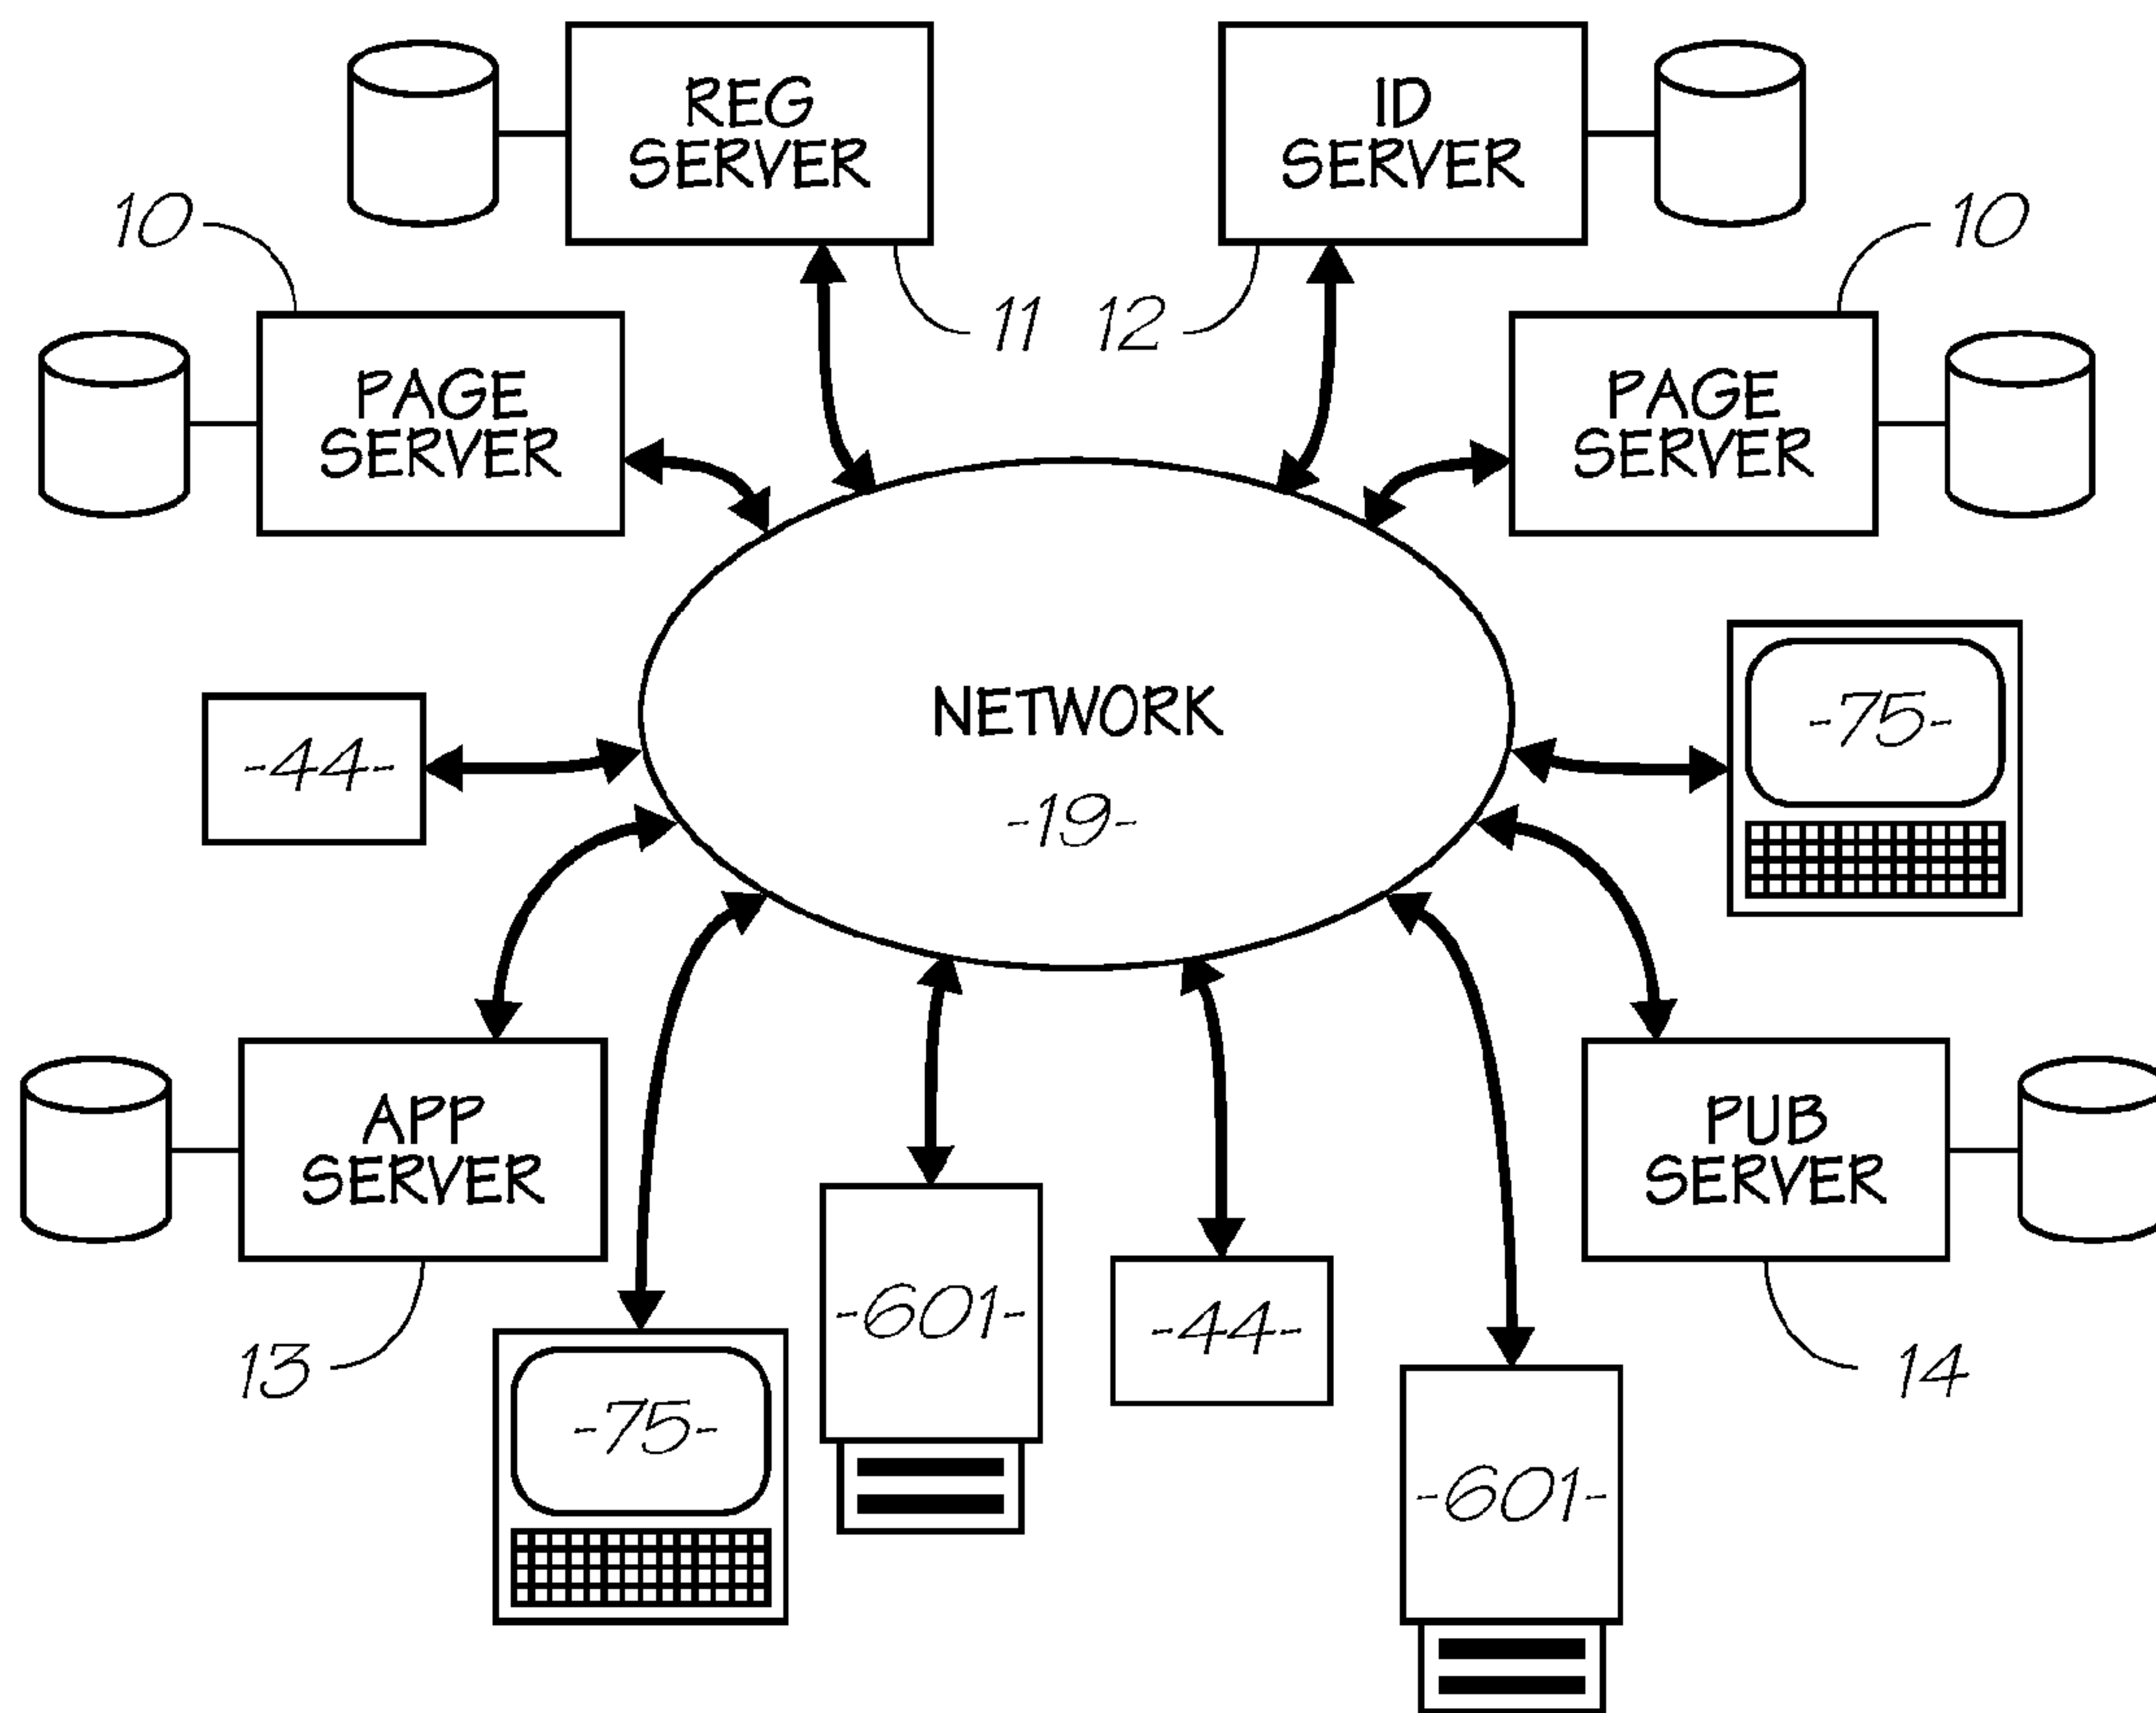 REG
SERVER
ID
SERVER
10
10
11
12
PAGE
SERVER
PAGE
SERVER
NETWORK
-19-
-44-
-75-
APP
SERVER
PUB
SERVER
-601-
-44-
13
14
-75-
-601-